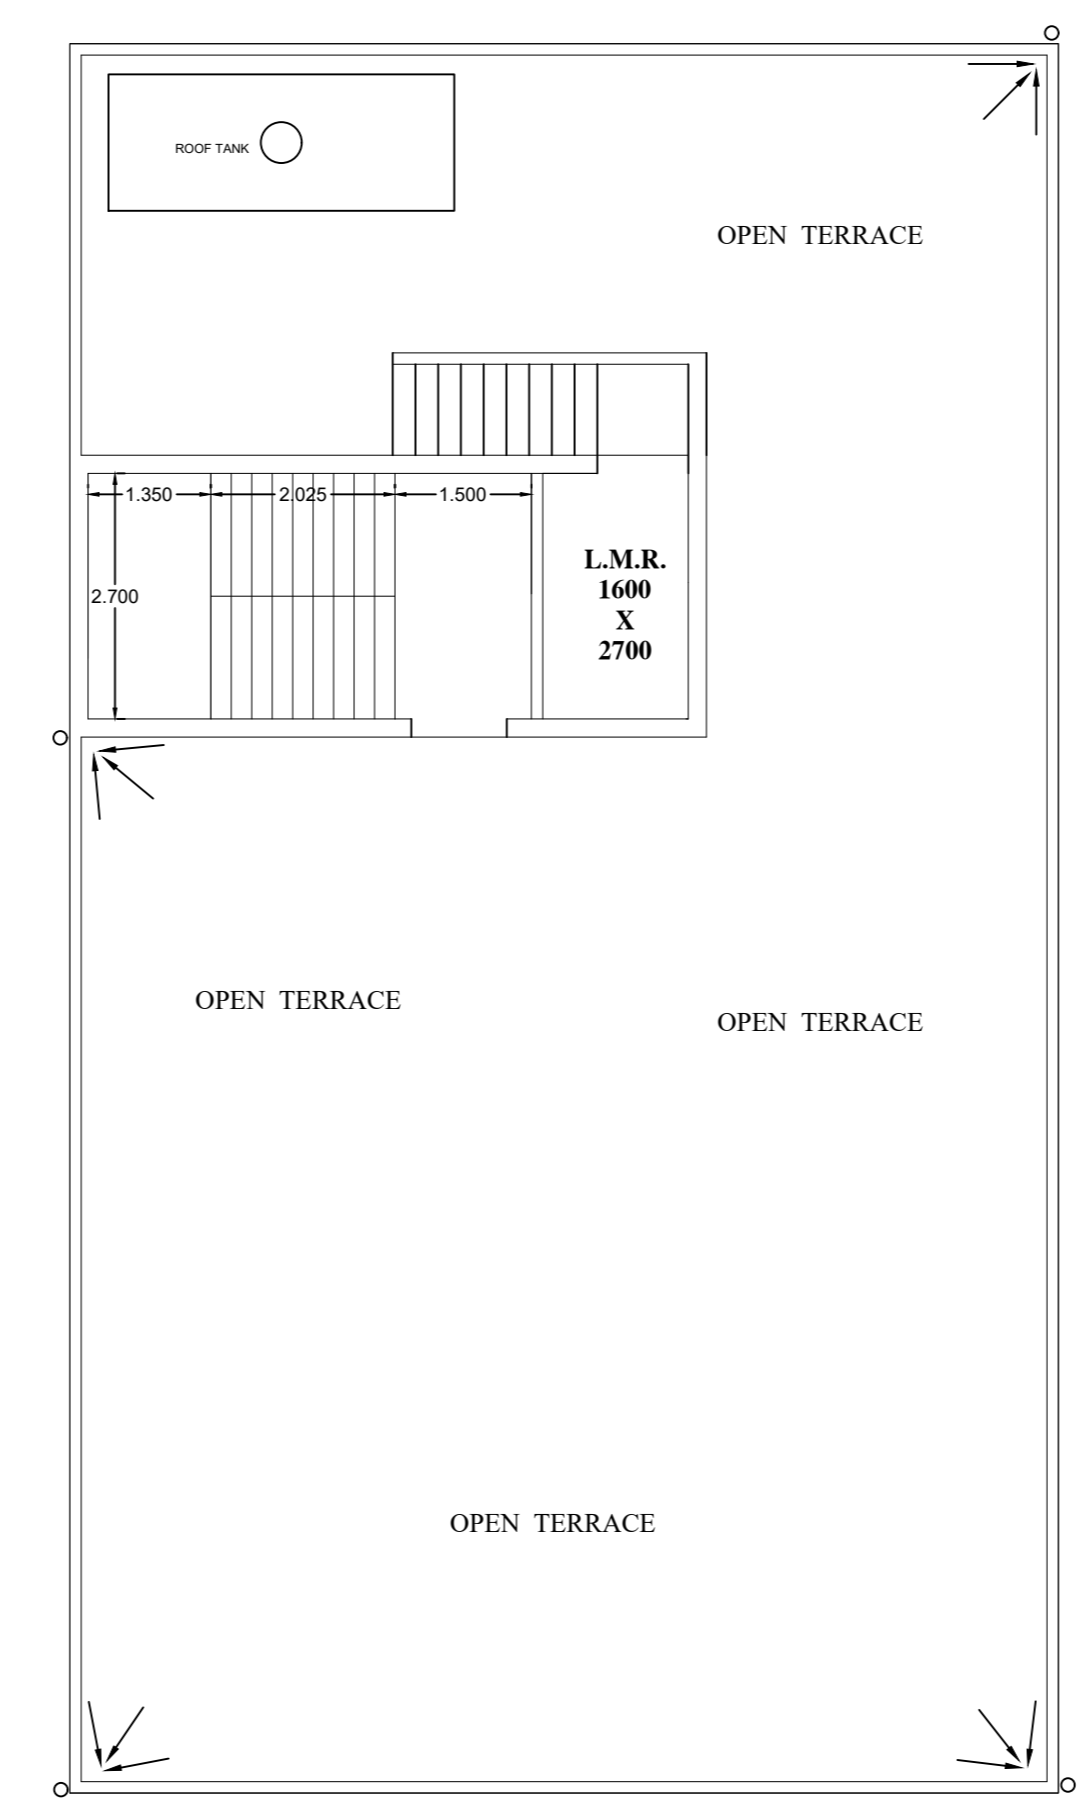 ROOF TANK
OPEN TERRACE
1.350
2.025
1.500
2.700
L.M.R.
1600
X
2700
OPEN TERRACE
OPEN TERRACE
OPEN TERRACE